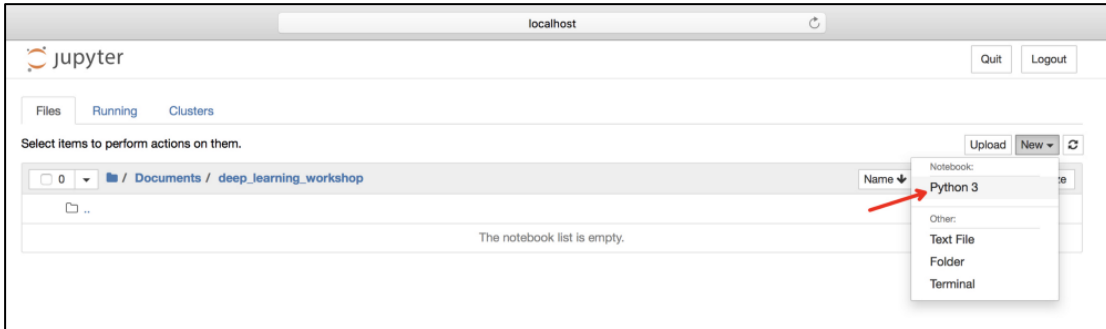 localhost
jupyter
Quit Logout
Files Running Clusters
Select items to perform actions on them.
Upload New
Notebook:
0 / Documents / deep_learning_workshop
Name
Python 3
..
Other:
The notebook list is empty.
Text File
Folder
Terminal